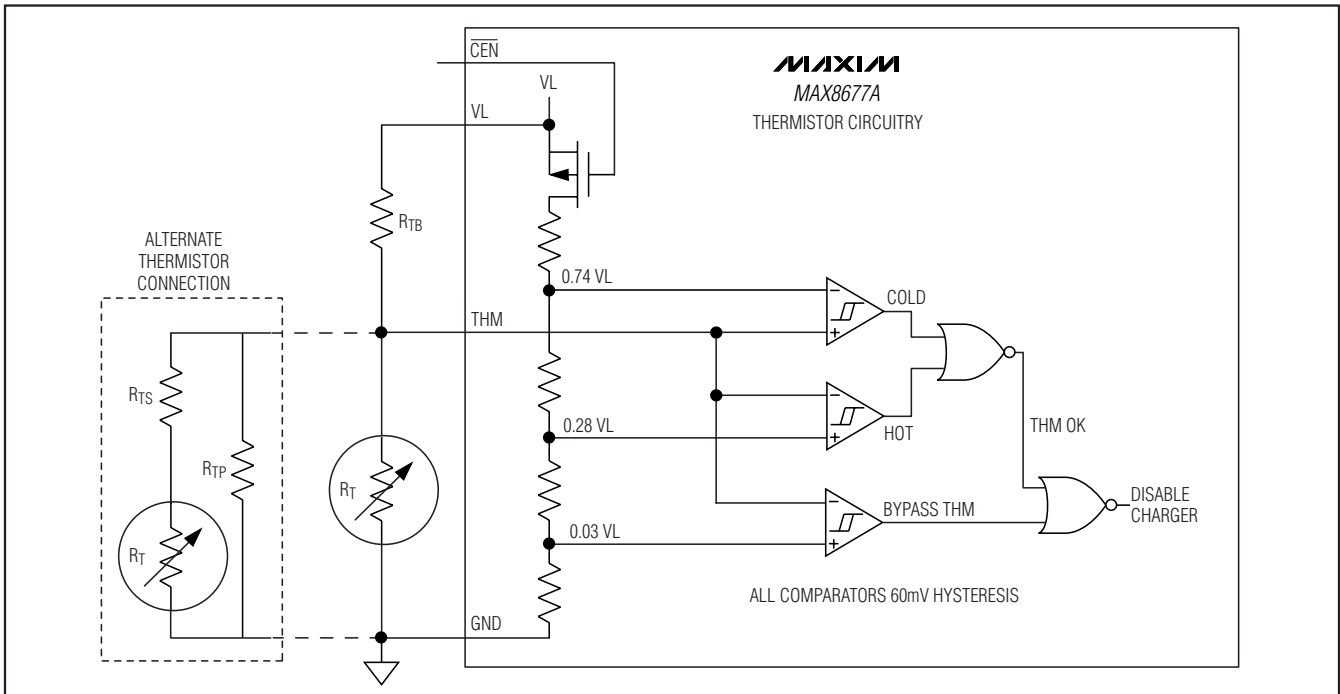 CEN
MAXIM
MAX8677A
THERMISTOR CIRCUITRY
VL
VL
RTB
ALTERNATE
THERMISTOR
CONNECTION
0.74 VL
COLD
THM
RTS
HOT
0.28 VL
THM OK
RTP
RT
BYPASS THM
DISABLE
CHARGER
0.03 VL
RT
ALL COMPARATORS 60mV HYSTERESIS
GND